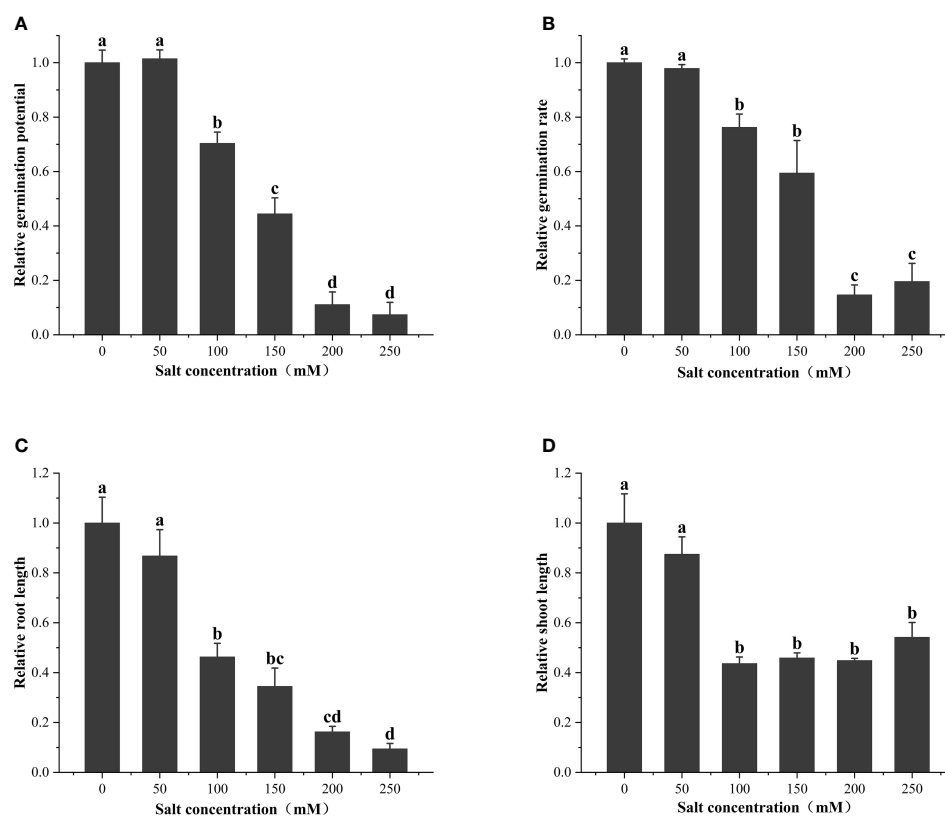 A
a a b c d d
Relative germination potential
1.0
0.8
0.6
0.4
0.2
0.0
0 50 100 150 200 250
Salt concentration（mM）
B
a a b b c c
Relative germination rate
1.0
0.8
0.6
0.4
0.2
0.0
0 50 100 150 200 250
Salt concentration（mM）
C
a a b bc cd d
Relative root length
1.2
1.0
0.8
0.6
0.4
0.2
0.0
0 50 100 150 200 250
Salt concentration（mM）
D
a a b b b b
Relative shoot length
1.2
1.0
0.8
0.6
0.4
0.2
0.0
0 50 100 150 200 250
Salt concentration（mM）